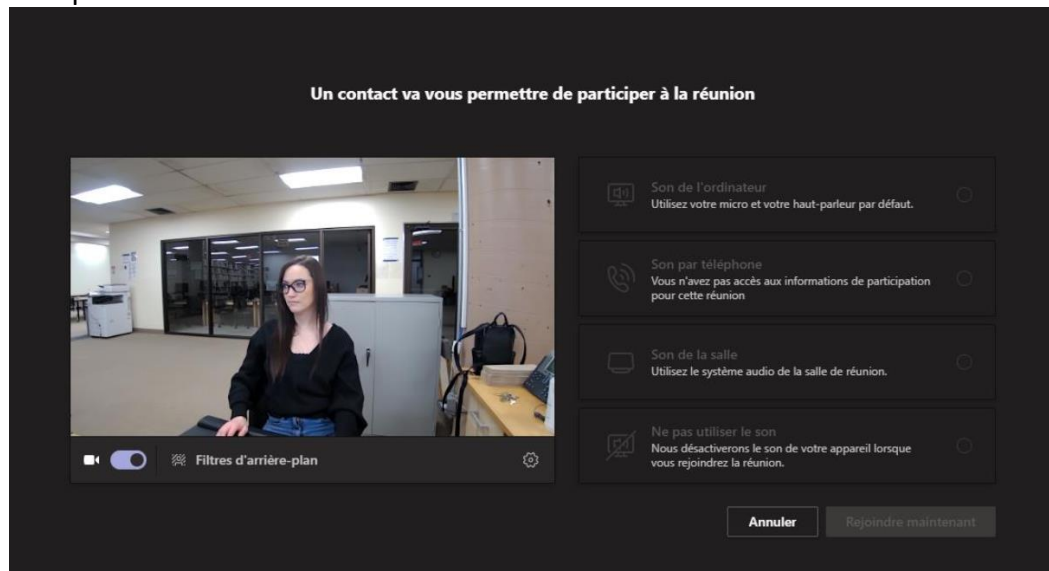 Un contact va vous permettre de participer à la réunion
Son de l'ordinateur
Utilisez votre micro et votre haut-parleur par défaut.
Son par téléphone
Vous n'avez pas accès aux informations de participation
pour cette réunion
Son de la salle
Utilisez le système audio de la salle de réunion.
Ne pas utiliser le son
Nous désactiverons le son de votre appareil lorsque
vous rejoindrez la réunion.
Filtres d'arrière-plan
Annuler
Rejoindre maintenant